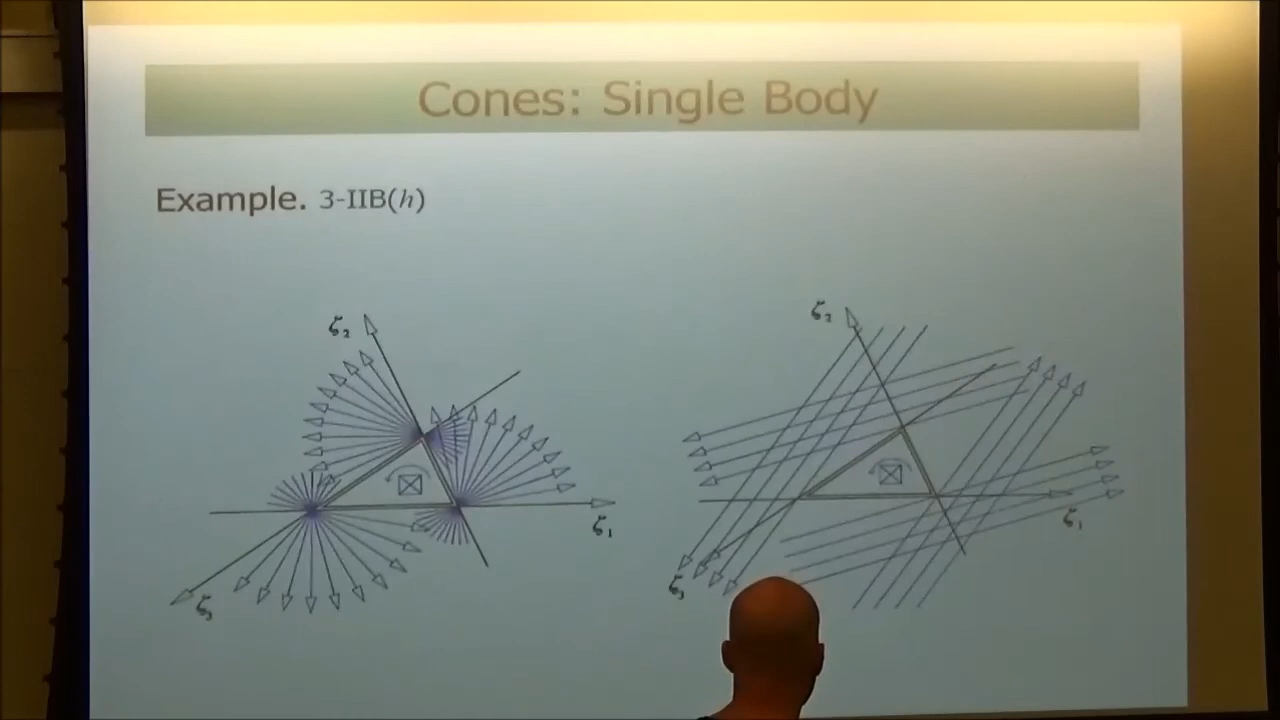 Cones: Single Body
Example. 3-IIB(h)
ζ₂
ζ₁
ζ₃
ζ₂
ζ₁
ζ₃